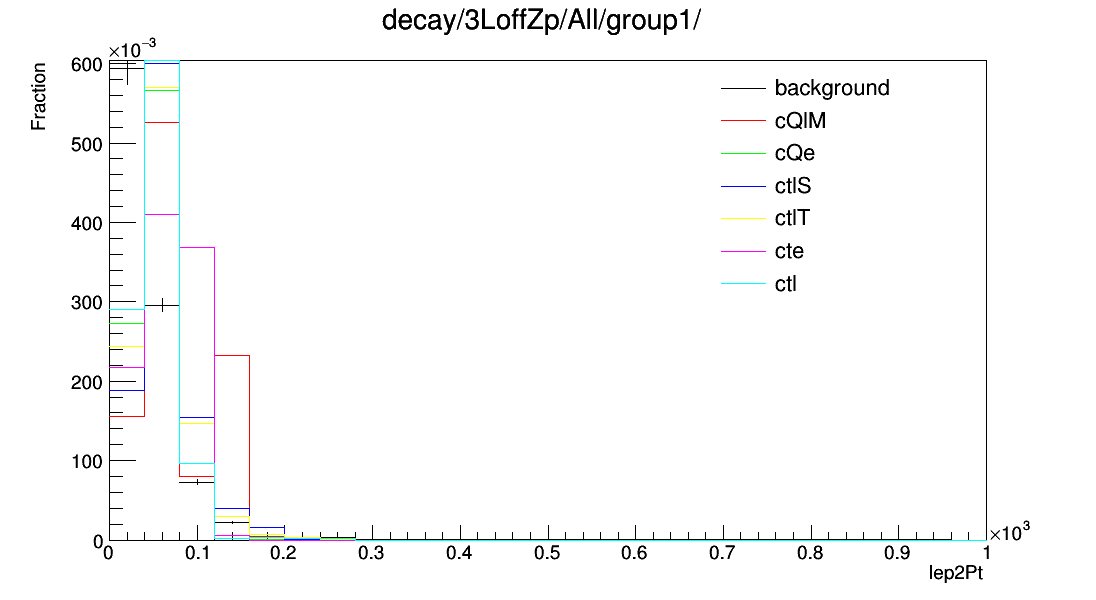 decay/3LoffZp/All/group1/
×10⁻³
Fraction
600
500
400
300
200
100
0
background
cQlM
cQe
ctlS
ctlT
cte
ctl
0 0.1 0.2 0.3 0.4 0.5 0.6 0.7 0.8 0.9 1
×10³
lep2Pt